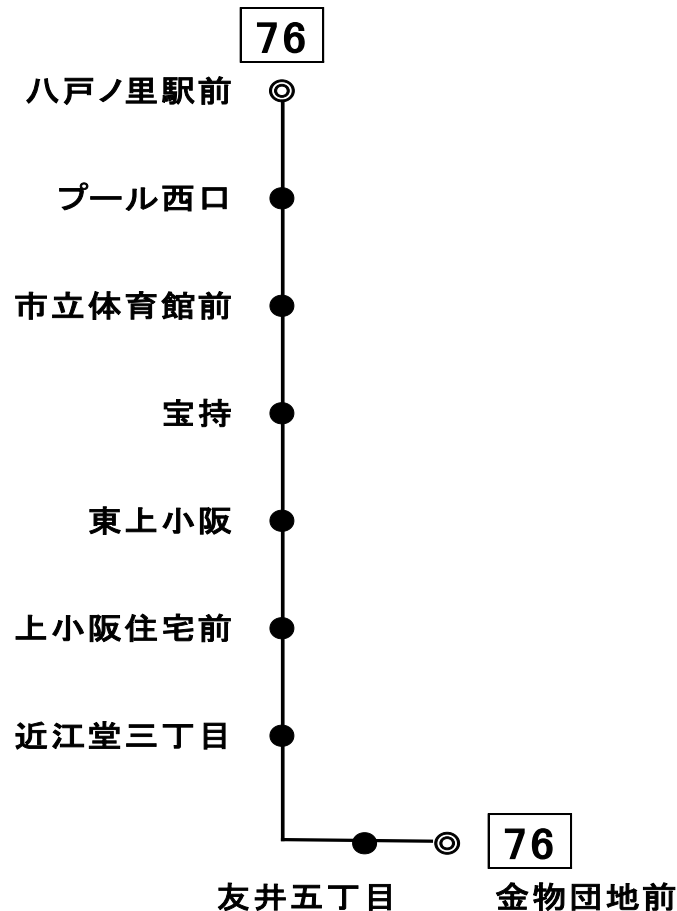 76
八戸ノ里駅前
プール西口
市立体育館前
宝持
東上小阪
上小阪住宅前
近江堂三丁目
76
友井五丁目
金物団地前